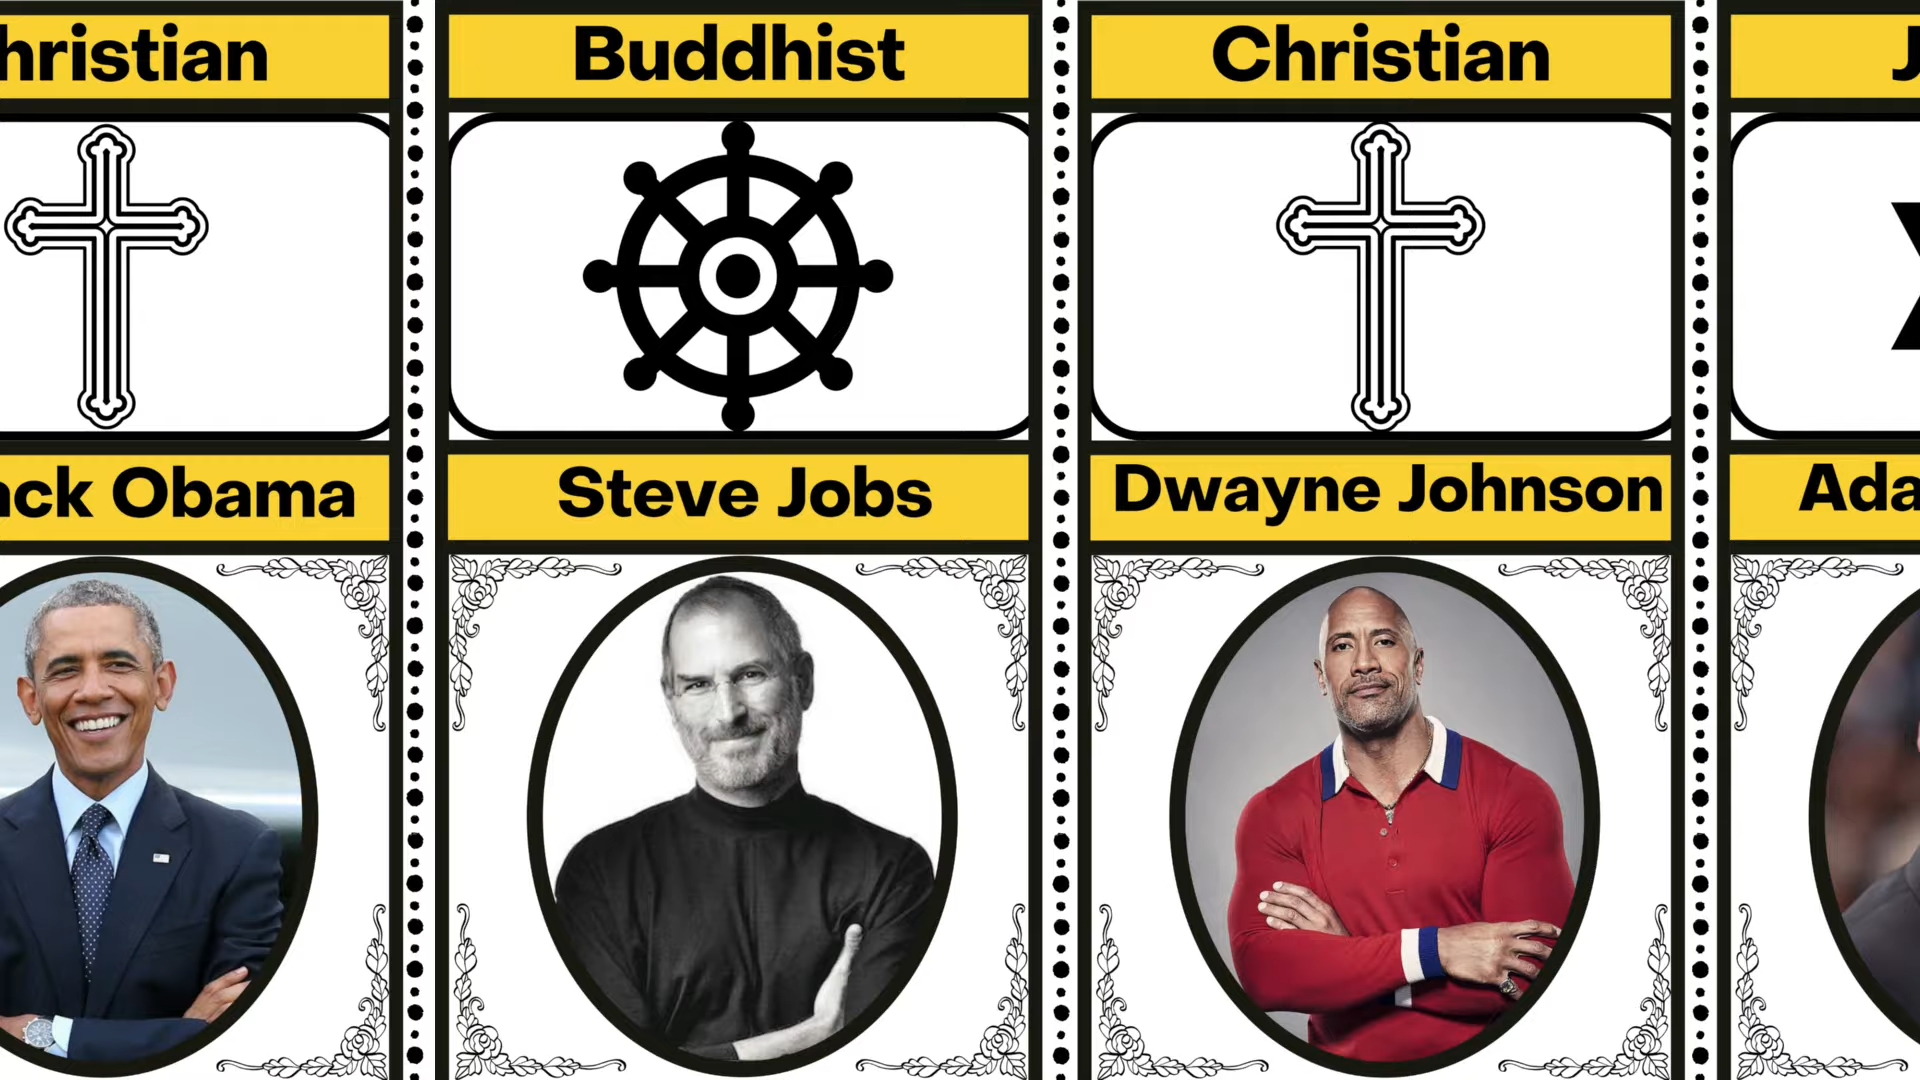 hristian
Buddhist
Christian
J
ack Obama
Steve Jobs
Dwayne Johnson
Ada